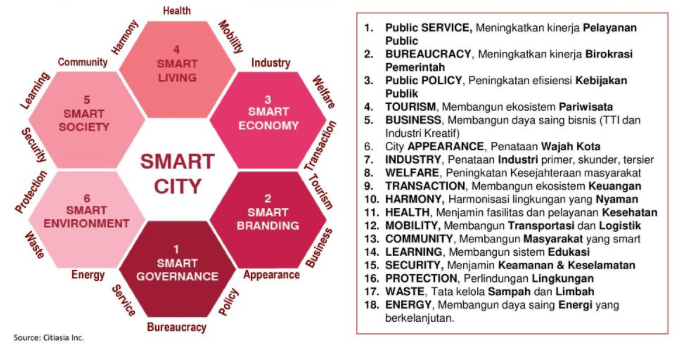 Health
Harmony
Mobility
4
SMART
LIVING
Community
Industry
Learning
Welfare
5
SMART
SOCIETY
3
SMART
ECONOMY
Security
Transaction
SMART
CITY
Protection
Tourism
6
SMART
ENVIRONMENT
2
SMART
BRANDING
Waste
Business
1
SMART
GOVERNANCE
Energy
Appearance
Service
Policy
Bureaucracy
Source: Citiasia Inc.
1. Public SERVICE, Meningkatkan kinerja Pelayanan
Public
2. BUREAUCRACY, Meningkatkan kinerja Birokrasi
Pemerintah
3. Public POLICY, Peningkatan efisiensi Kebijakan
Publik
4. TOURISM, Membangun ekosistem Pariwisata
5. BUSINESS, Membangun daya saing bisnis (TTI dan
Industri Kreatif)
6. City APPEARANCE, Penataan Wajah Kota
7. INDUSTRY, Penataan Industri primer, skunder, tersier
8. WELFARE, Peningkatan Kesejahteraan masyarakat
9. TRANSACTION, Membangun ekosistem Keuangan
10. HARMONY, Harmonisasi lingkungan yang Nyaman
11. HEALTH, Menjamin fasilitas dan pelayanan Kesehatan
12. MOBILITY, Membangun Transportasi dan Logistik
13. COMMUNITY, Membangun Masyarakat yang smart
14. LEARNING, Membangun sistem Edukasi
15. SECURITY, Menjamin Keamanan & Keselamatan
16. PROTECTION, Perlindungan Lingkungan
17. WASTE, Tata kelola Sampah dan Limbah
18. ENERGY, Membangun daya saing Energi yang
berkelanjutan.